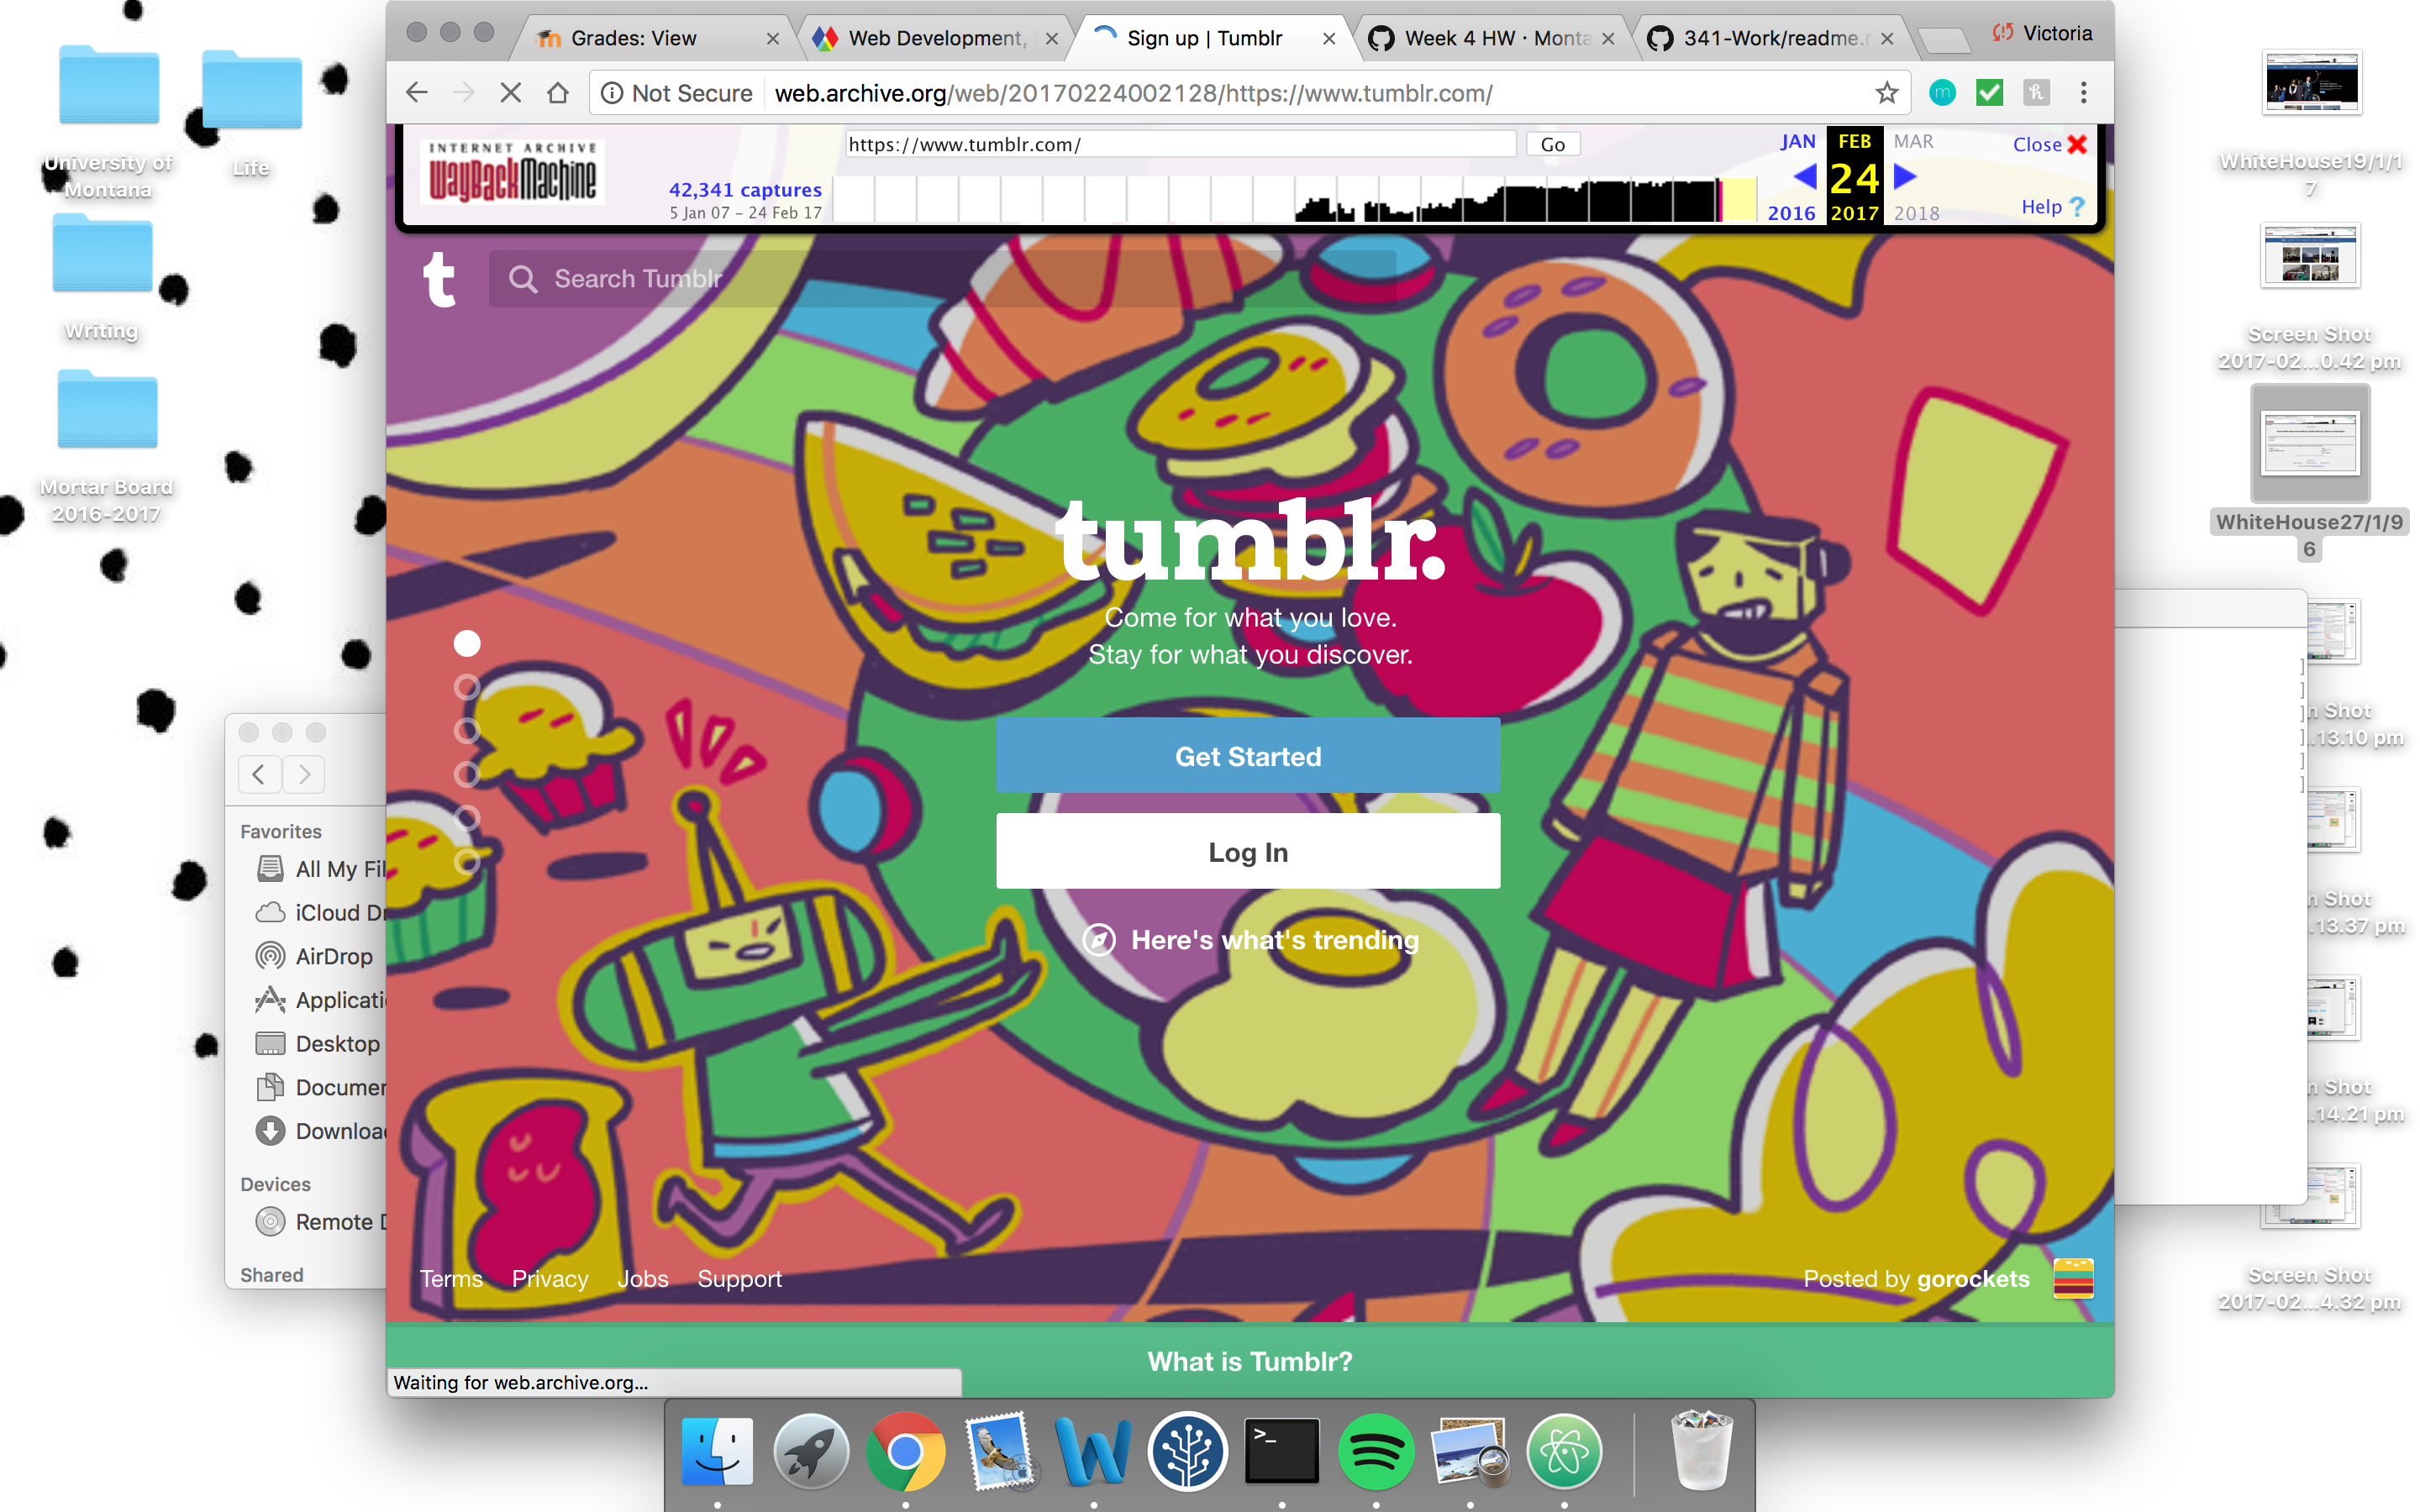 Grades: View
Web Development,
Sign up | Tumblr
Week 4 HW · Monta
341-Work/readme.r
Victoria
Not Secure
web.archive.org/web/20170224002128/https://www.tumblr.com/
INTERNET ARCHIVE
WayBackMachine
https://www.tumblr.com/
Go
42,341 captures
5 Jan 07 – 24 Feb 17
JAN
FEB
MAR
24
2016
2017
2018
Close
Help ?
t
Search Tumblr
tumblr.
Come for what you love.
Stay for what you discover.
Get Started
Log In
Here's what's trending
Terms
Privacy
Jobs
Support
Posted by gorockets
What is Tumblr?
Waiting for web.archive.org...
University of
Montana
Life
Writing
Mortar Board
2016-2017
Favorites
All My Fil
iCloud Dr
AirDrop
Applicati
Desktop
Documen
Download
Devices
Remote D
Shared
WhiteHouse19/1/1
7
Screen Shot
2017-02...0.42 pm
WhiteHouse27/1/9
6
n Shot
..13.10 pm
n Shot
..13.37 pm
n Shot
..14.21 pm
Screen Shot
2017-02...4.32 pm
>_